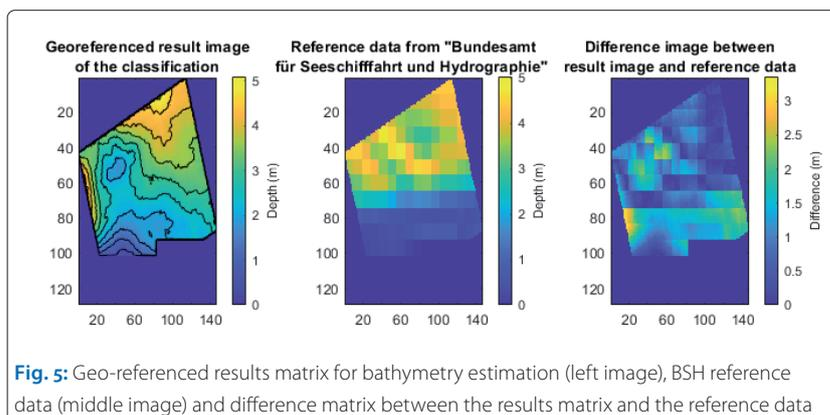 Georeferenced result image
of the classification
Reference data from "Bundesamt
für Seeschifffahrt und Hydrographie"
Difference image between
result image and reference data
20
40
60
80
100
120
20 60 100 140
5
4
3
2
1
0
Depth (m)
20
40
60
80
100
120
20 60 100 140
5
4
3
2
1
0
Depth (m)
20
40
60
80
100
120
20 60 100 140
3
2.5
2
1.5
1
0.5
0
Difference (m)
Fig. 5: Geo-referenced results matrix for bathymetry estimation (left image), BSH reference
data (middle image) and difference matrix between the results matrix and the reference data